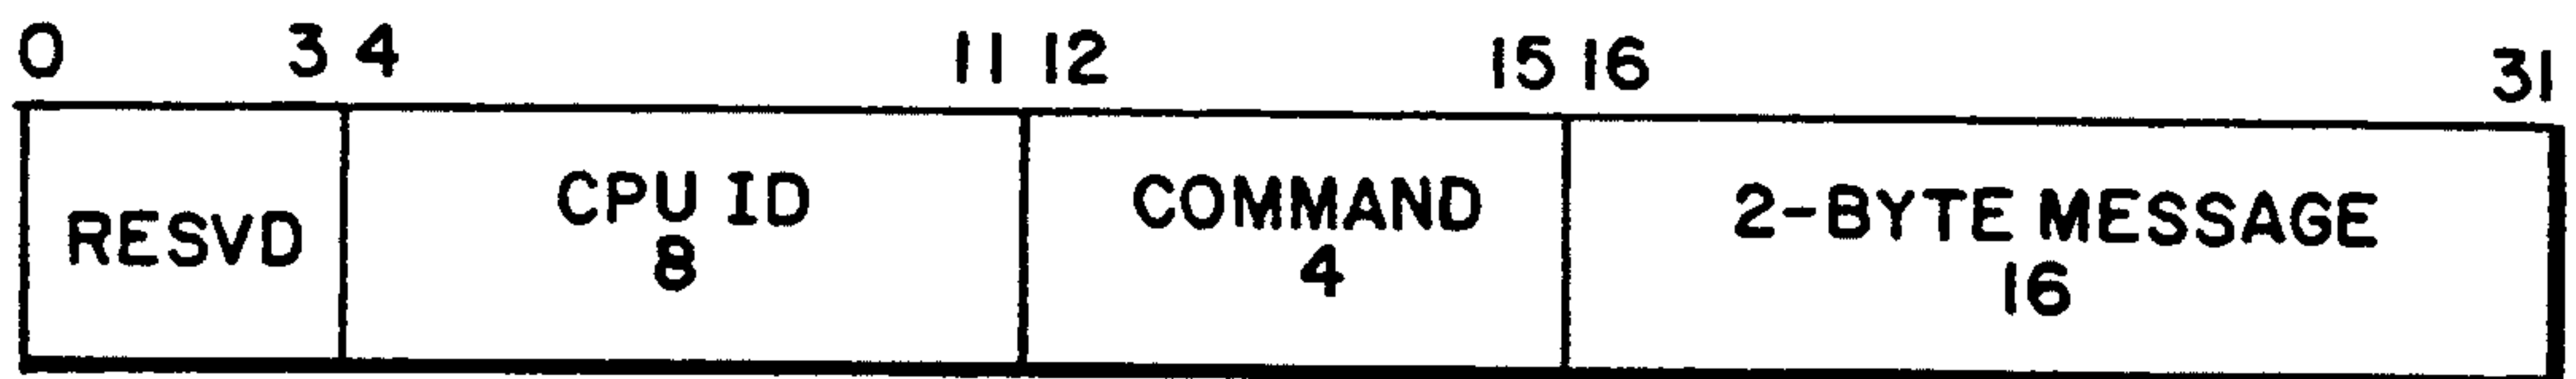 0 3 4 11 12 15 16 31
RESVD CPU ID COMMAND 2-BYTE MESSAGE
8 4 16